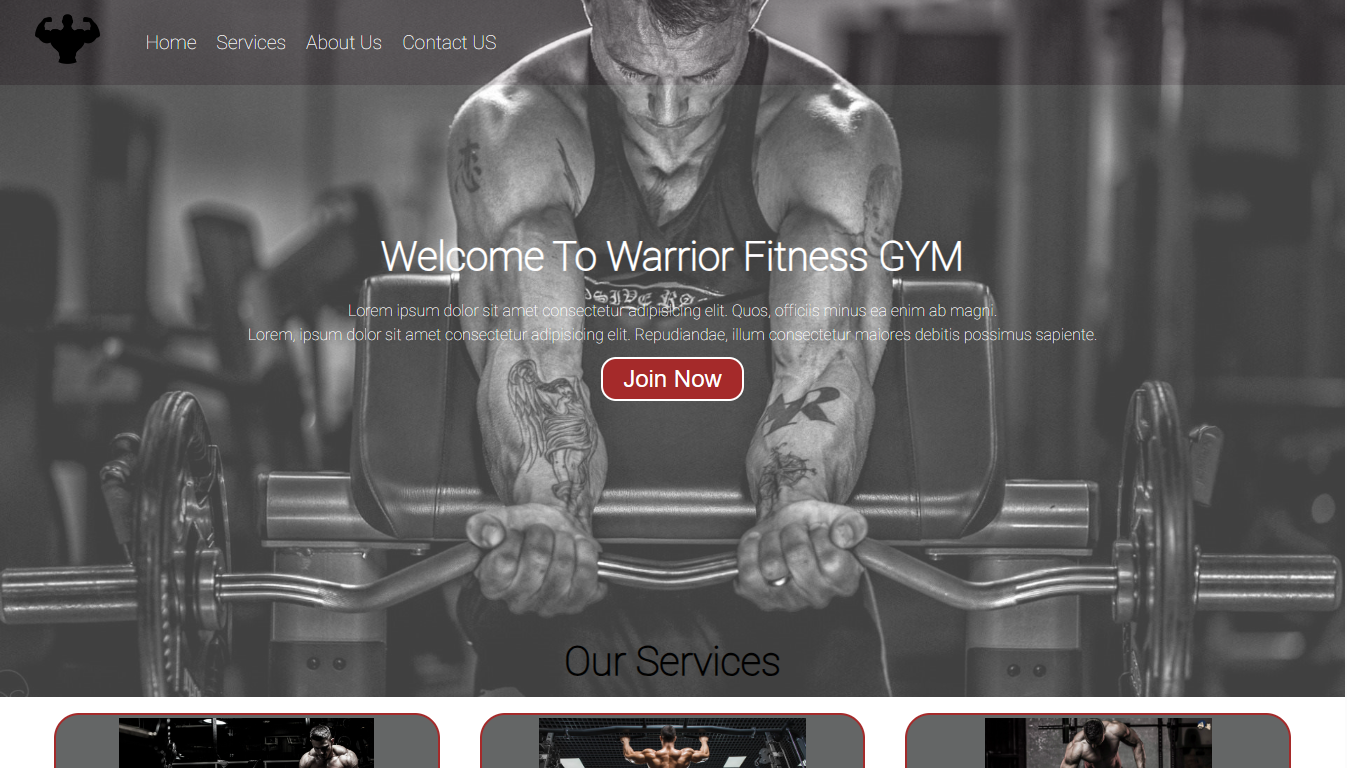 Home Services About Us Contact US
Welcome To Warrior Fitness GYM
Lorem ipsum dolor sit amet consectetur adipisicing elit. Quos, officiis minus ea enim ab magni.
Lorem, ipsum dolor sit amet consectetur adipisicing elit. Repudiandae, illum consectetur maiores debitis possimus sapiente.
Join Now
Our Services